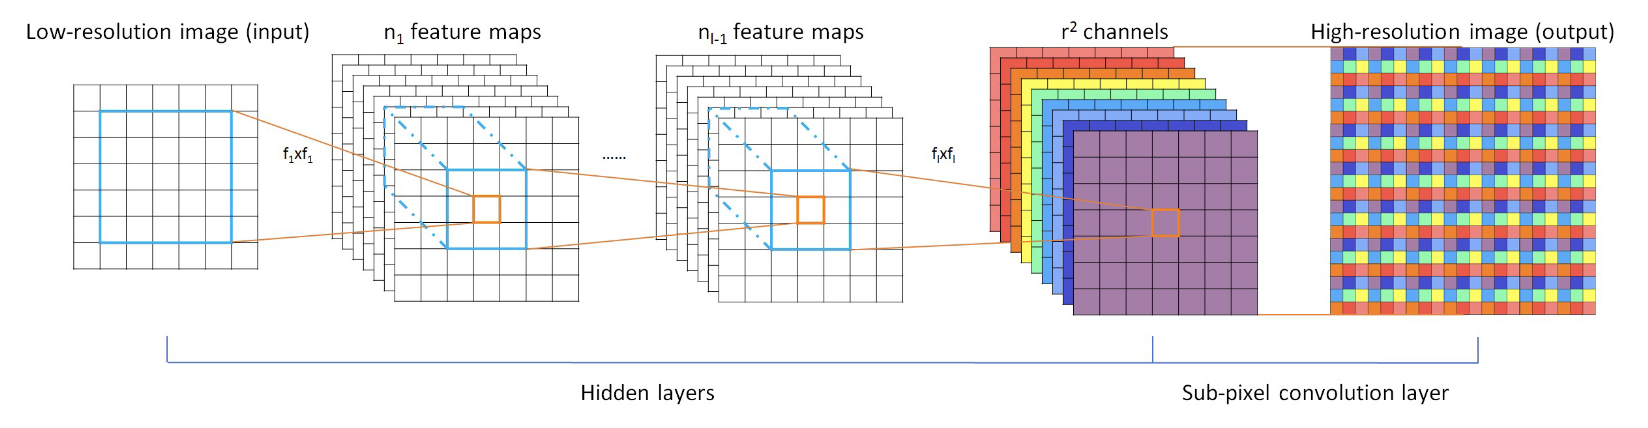 Low-resolution image (input)
n₁ feature maps
nₗ₋₁ feature maps
r² channels
High-resolution image (output)
f₁xf₁
......
fₗxfₗ
Hidden layers
Sub-pixel convolution layer